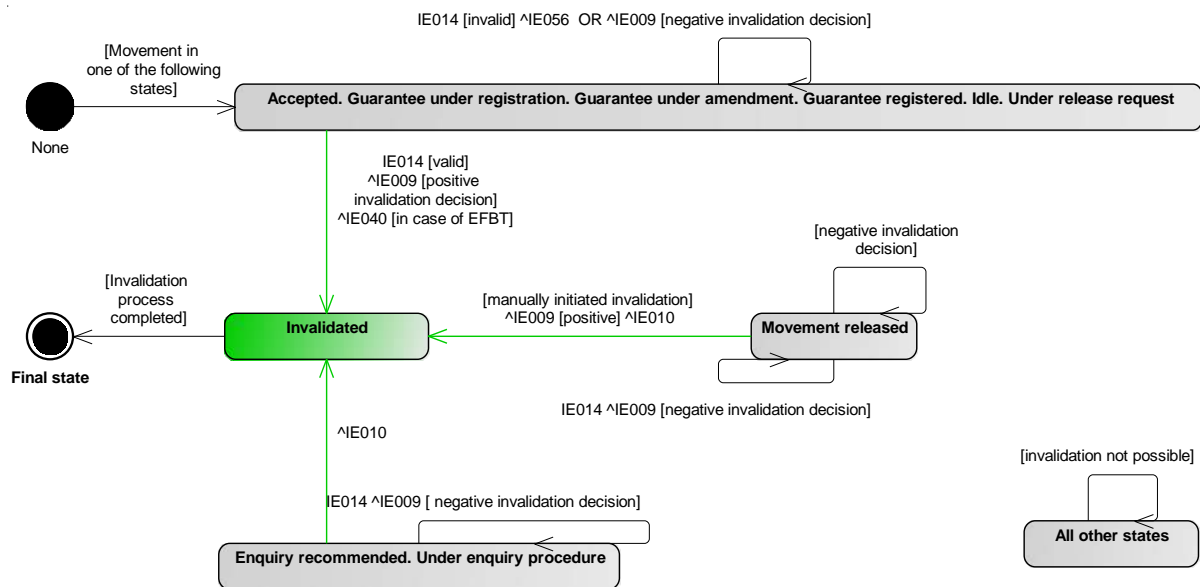 IE014 [invalid] ^IE056  OR ^IE009 [negative invalidation decision]
[Movement in
one of the following
states]
Accepted. Guarantee under registration. Guarantee under amendment. Guarantee registered. Idle. Under release request
None
IE014 [valid]
^IE009 [positive
invalidation decision]
^IE040 [in case of EFBT]
[negative invalidation
decision]
[Invalidation
process
completed]
[manually initiated invalidation]
^IE009 [positive] ^IE010
Invalidated
Movement released
Final state
IE014 ^IE009 [negative invalidation decision]
^IE010
[invalidation not possible]
IE014 ^IE009 [ negative invalidation decision]
All other states
Enquiry recommended. Under enquiry procedure